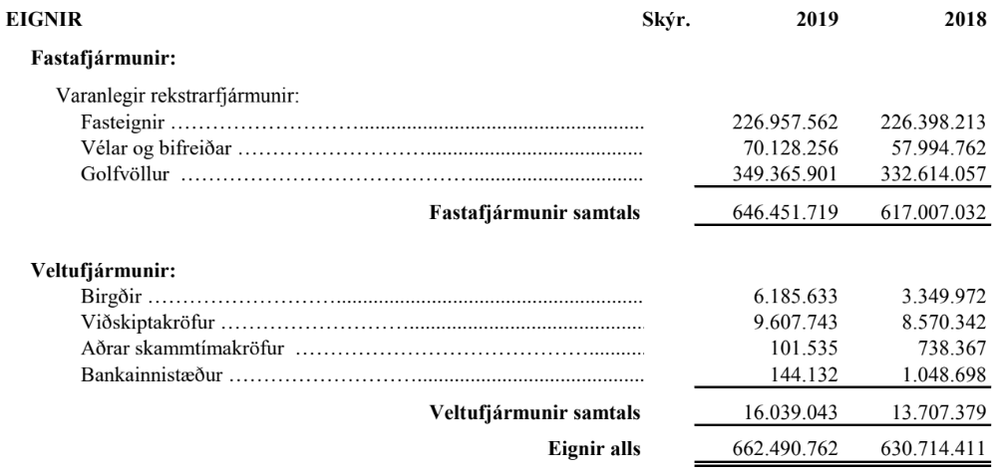 EIGNIR Skýr. 2019 2018
Fastafjármunir:
Varanlegir rekstrarfjármunir:
Fasteignir ........................................ 226.957.562 226.398.213
Vélar og bifreiðar ........................................ 70.128.256 57.994.762
Golfvöllur ........................................ 349.365.901 332.614.057
Fastafjármunir samtals 646.451.719 617.007.032
Veltufjármunir:
Birgðir ........................................ 6.185.633 3.349.972
Viðskiptakröfur ........................................ 9.607.743 8.570.342
Aðrar skammtímakröfur ........................................ 101.535 738.367
Bankainnistæður ........................................ 144.132 1.048.698
Veltufjármunir samtals 16.039.043 13.707.379
Eignir alls 662.490.762 630.714.411